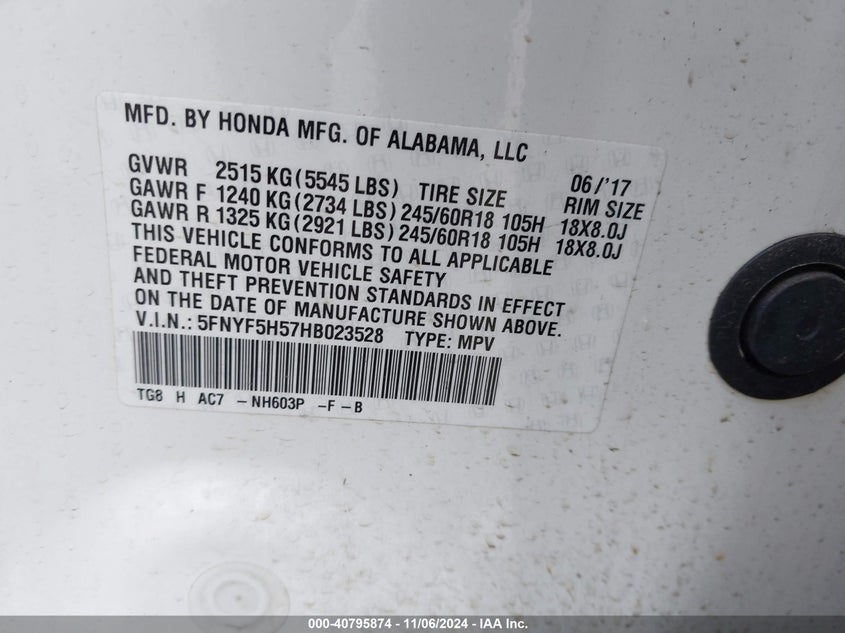 MFD. BY HONDA MFG. OF ALABAMA, LLC
GVWR 2515 KG (5545 LBS) TIRE SIZE 06/'17 RIM SIZE
GAWR F 1240 KG (2734 LBS) 245/60R18 105H 18X8.0J
GAWR R 1325 KG (2921 LBS) 245/60R18 105H 18X8.0J
THIS VEHICLE CONFORMS TO ALL APPLICABLE
FEDERAL MOTOR VEHICLE SAFETY
AND THEFT PREVENTION STANDARDS IN EFFECT
ON THE DATE OF MANUFACTURE SHOWN ABOVE.
V.I.N.: 5FNYF5H57HB023528 TYPE: MPV
TG8 H AC7 -NH603P -F-B
000-40795874 | 11/06/2024 - IAA Inc.